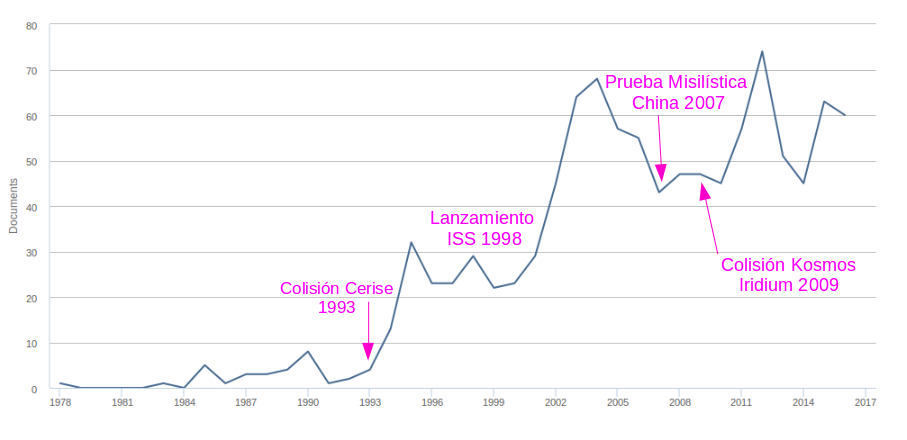 80
70
60
50
40
30
20
10
0
Documents
Prueba Misilística
China 2007
Lanzamiento
ISS 1998
Colisión Kosmos
Iridium 2009
Colisión Cerise
1993
1978 1981 1984 1987 1990 1993 1996 1999 2002 2005 2008 2011 2014 2017